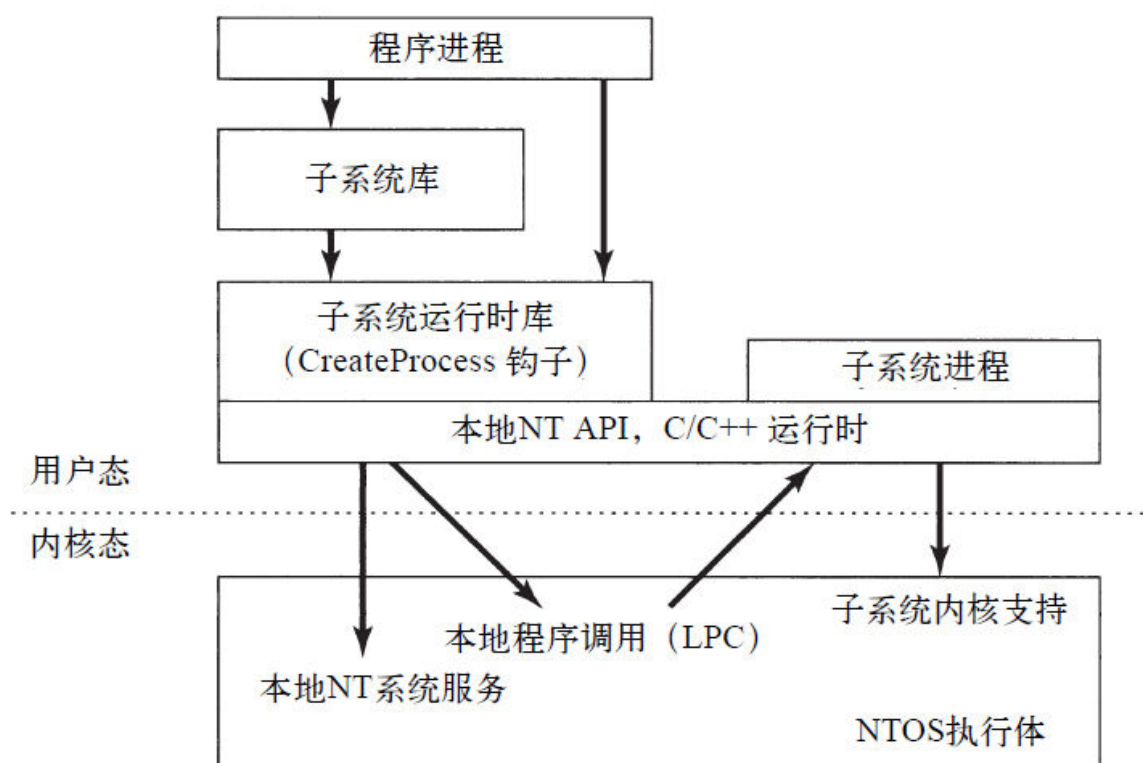 程序进程
子系统库
子系统运行时库
（CreateProcess 钩子）
子系统进程
本地NT API，C/C++ 运行时
用户态
内核态
子系统内核支持
本地程序调用（LPC）
本地NT系统服务
NTOS执行体